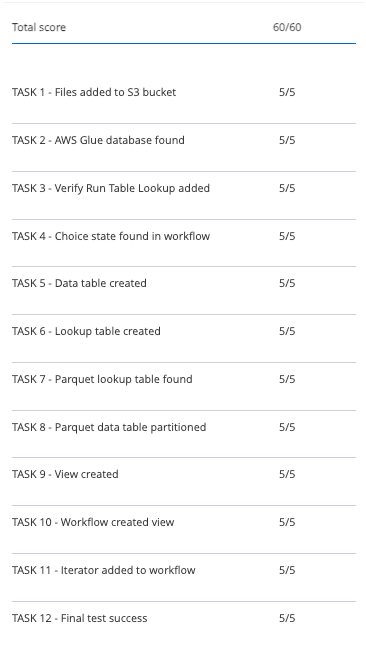 Total score 60/60
TASK 1 - Files added to S3 bucket 5/5
TASK 2 - AWS Glue database found 5/5
TASK 3 - Verify Run Table Lookup added 5/5
TASK 4 - Choice state found in workflow 5/5
TASK 5 - Data table created 5/5
TASK 6 - Lookup table created 5/5
TASK 7 - Parquet lookup table found 5/5
TASK 8 - Parquet data table partitioned 5/5
TASK 9 - View created 5/5
TASK 10 - Workflow created view 5/5
TASK 11 - Iterator added to workflow 5/5
TASK 12 - Final test success 5/5